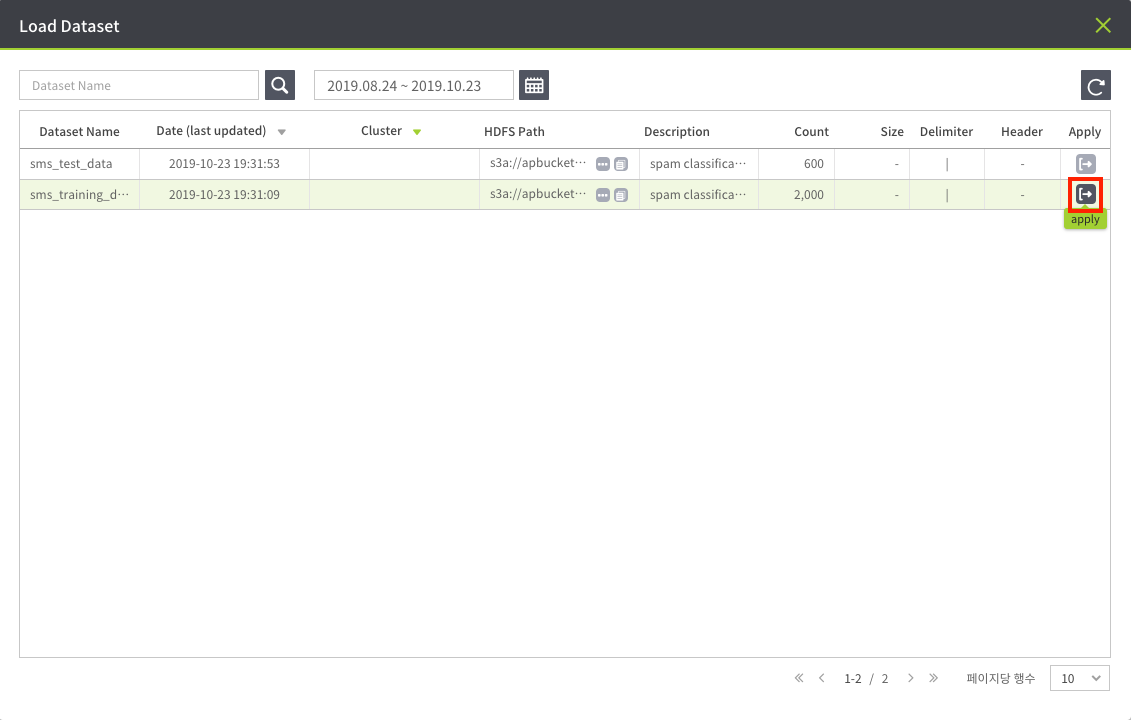 Load Dataset
Dataset Name
2019.08.24 ~ 2019.10.23
Dataset Name Date (last updated) Cluster HDFS Path Description Count Size Delimiter Header Apply
sms_test_data 2019-10-23 19:31:53 s3a://apbucket··· spam classifica··· 600 - | -
sms_training_d··· 2019-10-23 19:31:09 s3a://apbucket··· spam classifica··· 2,000 - | -
apply
1-2 / 2 페이지당 행수 10